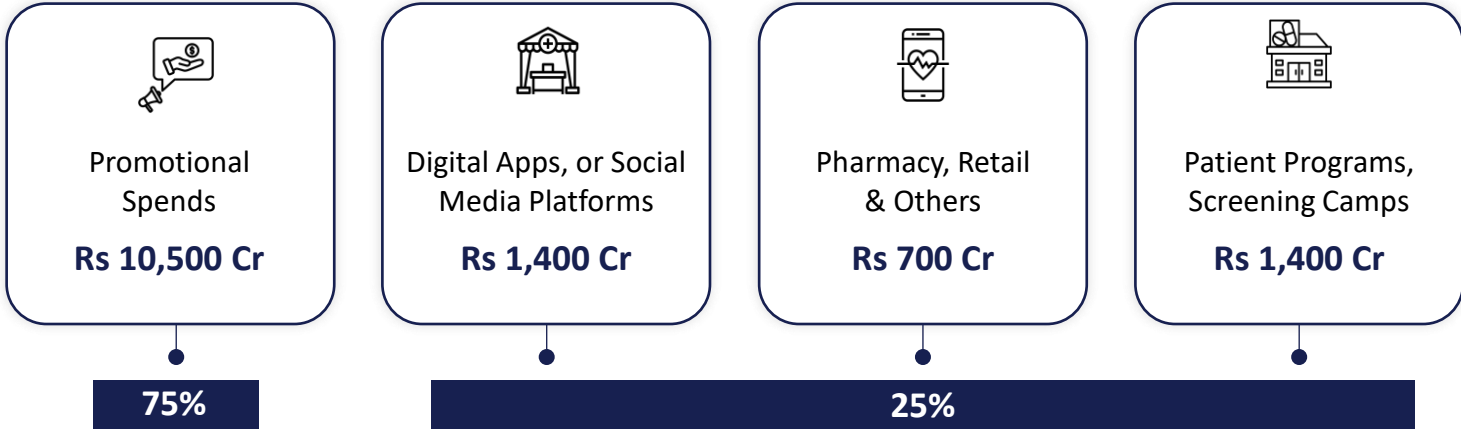 Promotional
Spends
Rs 10,500 Cr
Digital Apps, or Social
Media Platforms
Rs 1,400 Cr
Pharmacy, Retail
& Others
Rs 700 Cr
Patient Programs,
Screening Camps
Rs 1,400 Cr
75%
25%